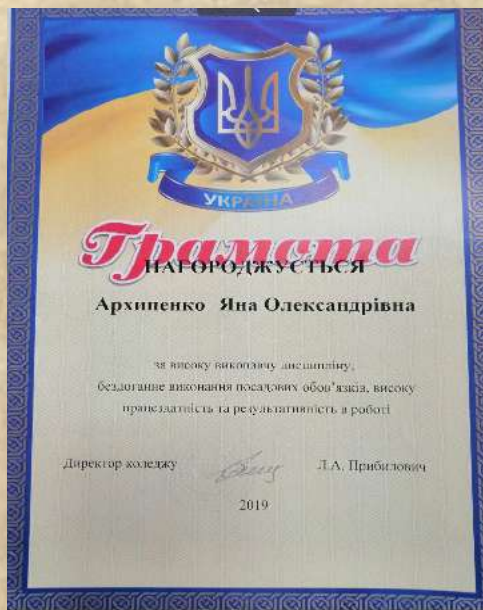 УКРАЇНА
Грамота
НАГОРОДЖУЄТЬСЯ
Архипенко Яна Олександрівна
за високу виконавчу дисципліну,
бездоганне виконання посадових обов’язків, високу
працездатність та результативність в роботі
Директор коледжу Л.А. Прибилович
2019